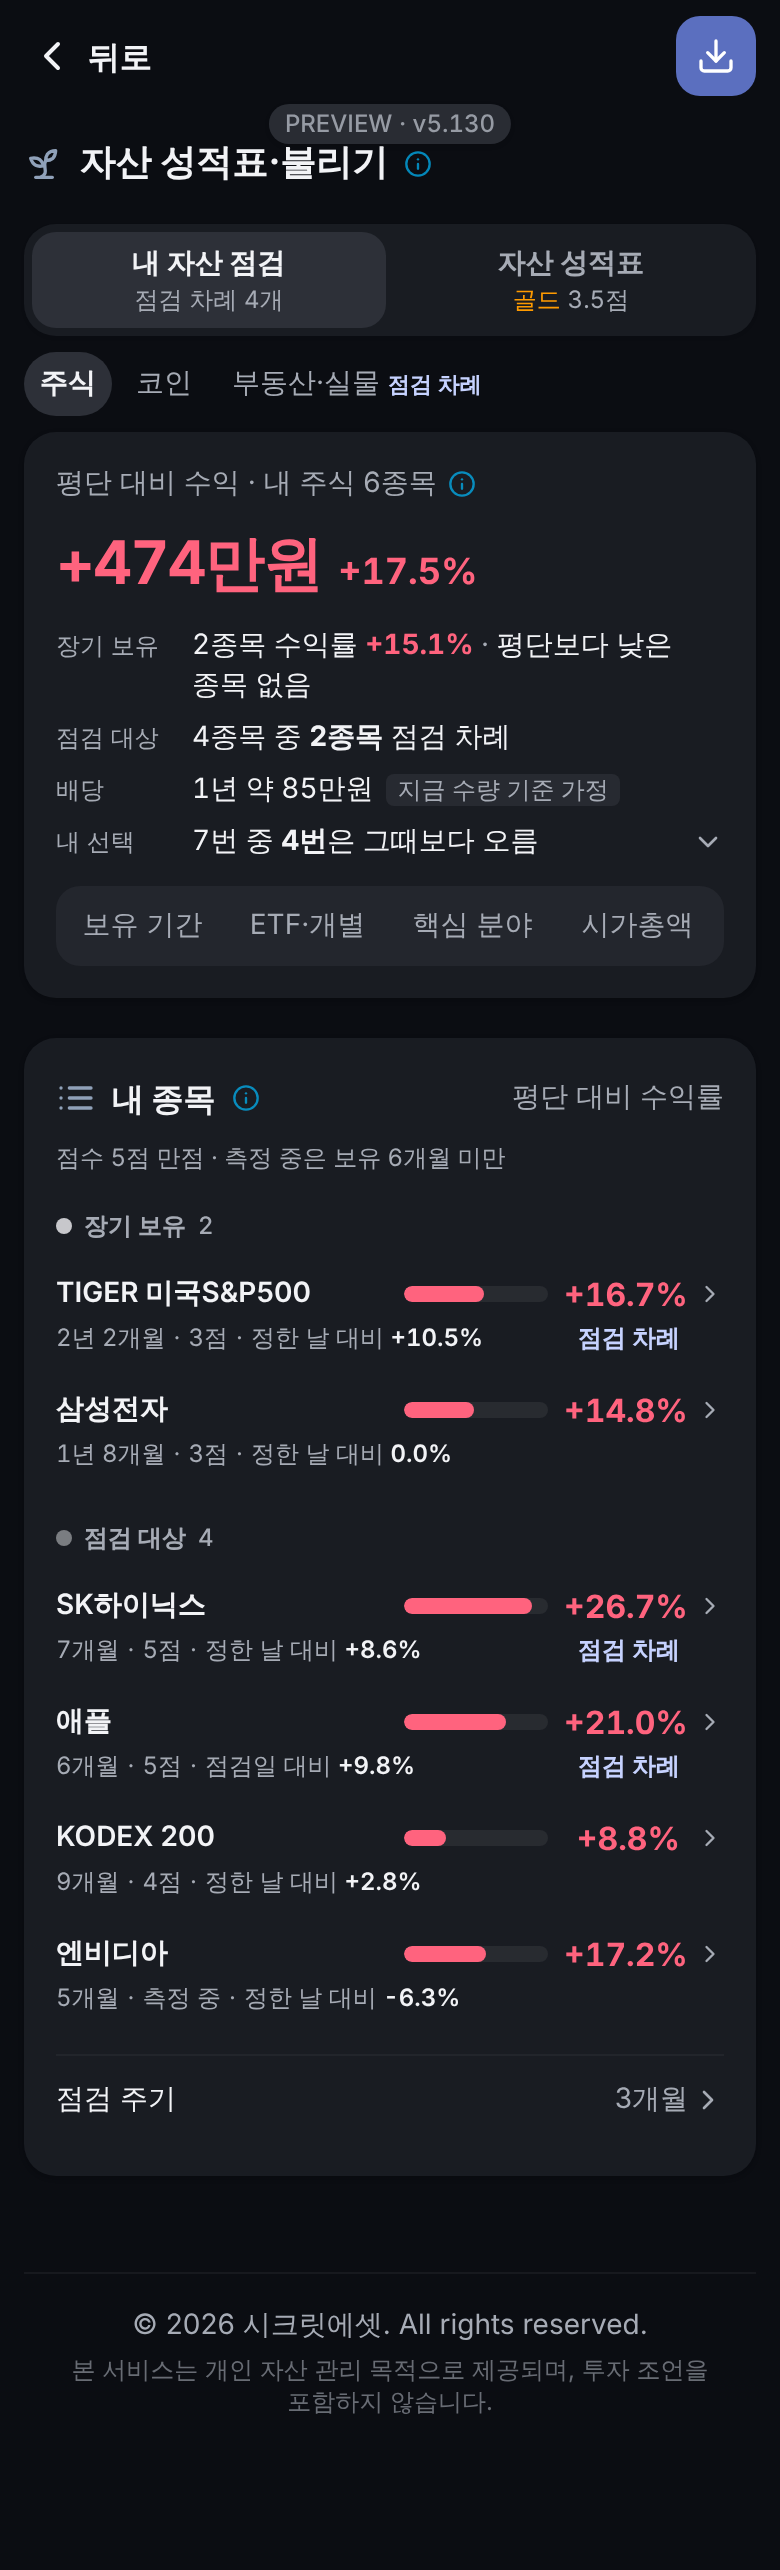 뒤로
PREVIEW · v5.130
자산 성적표·불리기
내 자산 점검
점검 차례 4개
자산 성적표
골드 3.5점
주식
코인
부동산·실물 점검 차례
평단 대비 수익 · 내 주식 6종목
+474만원 +17.5%
장기 보유 2종목 수익률 +15.1% · 평단보다 낮은
종목 없음
점검 대상 4종목 중 2종목 점검 차례
배당 1년 약 85만원 지금 수량 기준 가정
내 선택 7번 중 4번은 그때보다 오름
보유 기간 ETF·개별 핵심 분야 시가총액
내 종목 평단 대비 수익률
점수 5점 만점 · 측정 중은 보유 6개월 미만
장기 보유 2
TIGER 미국S&P500 +16.7%
2년 2개월 · 3점 · 정한 날 대비 +10.5% 점검 차례
삼성전자 +14.8%
1년 8개월 · 3점 · 정한 날 대비 0.0%
점검 대상 4
SK하이닉스 +26.7%
7개월 · 5점 · 정한 날 대비 +8.6% 점검 차례
애플 +21.0%
6개월 · 5점 · 점검일 대비 +9.8% 점검 차례
KODEX 200 +8.8%
9개월 · 4점 · 정한 날 대비 +2.8%
엔비디아 +17.2%
5개월 · 측정 중 · 정한 날 대비 -6.3%
점검 주기 3개월
© 2026 시크릿에셋. All rights reserved.
본 서비스는 개인 자산 관리 목적으로 제공되며, 투자 조언을
포함하지 않습니다.